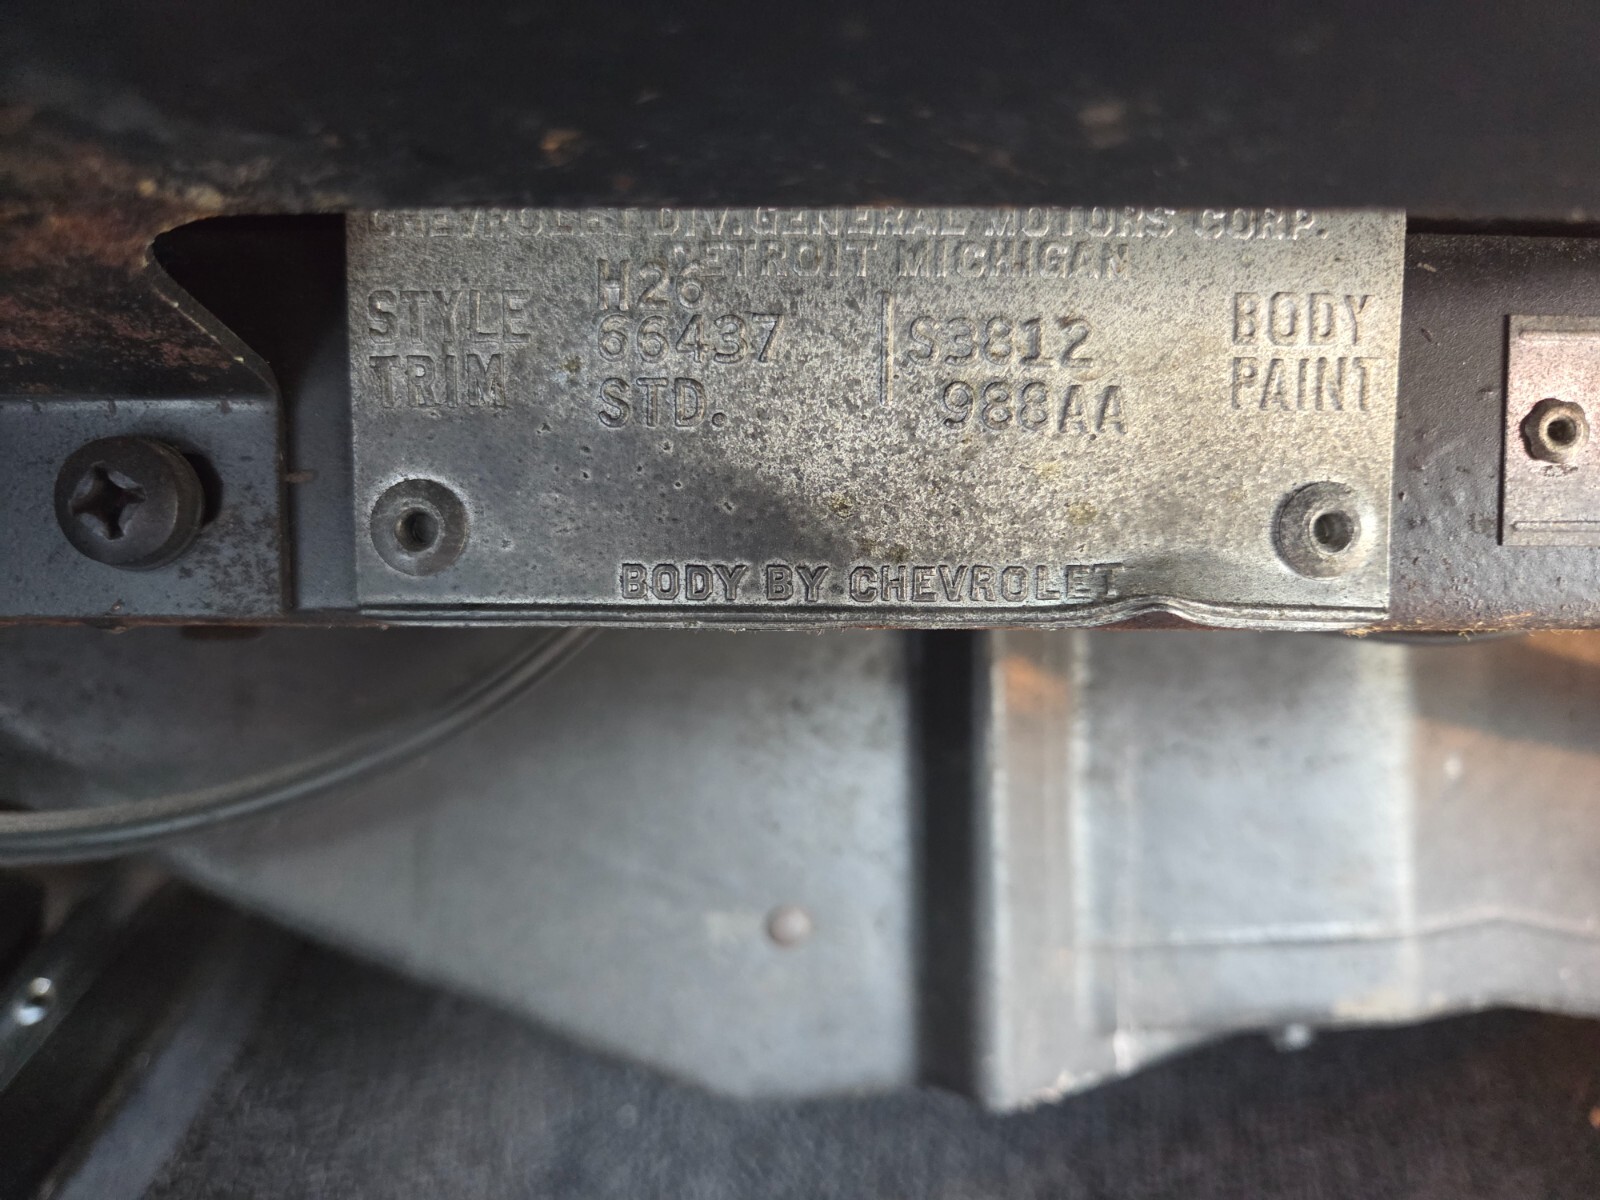 CHEVROLET DIV. GENERAL MOTORS CORP.
DETROIT MICHIGAN
H26
STYLE 66437 S3812 BODY
TRIM STD. 988AA PAINT
BODY BY CHEVROLET